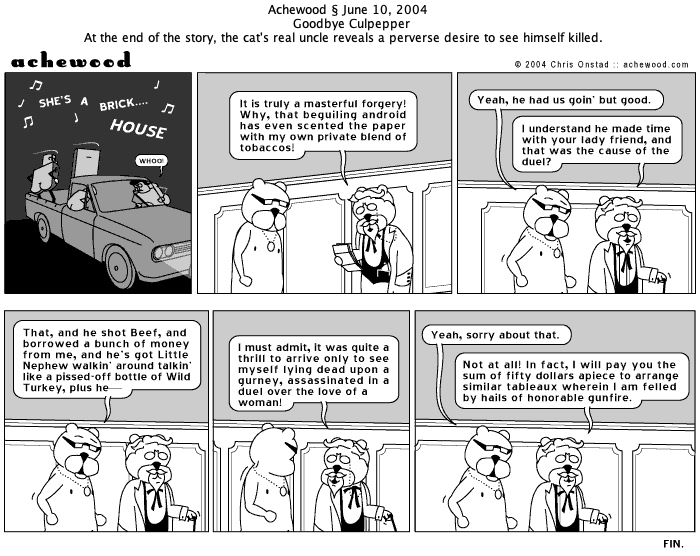 Achewood § June 10, 2004
Goodbye Culpepper
At the end of the story, the cat's real uncle reveals a perverse desire to see himself killed.
achewood
© 2004 Chris Onstad :: achewood.com
SHE'S A BRICK....
HOUSE
WHOO!
It is truly a masterful forgery!
Why, that beguiling android
has even scented the paper
with my own private blend of
tobaccos!
Yeah, he had us goin' but good.
I understand he made time
with your lady friend, and
that was the cause of the
duel?
That, and he shot Beef, and
borrowed a bunch of money
from me, and he's got Little
Nephew walkin' around talkin'
like a pissed-off bottle of Wild
Turkey, plus he—
I must admit, it was quite a
thrill to arrive only to see
myself lying dead upon a
gurney, assassinated in a
duel over the love of a
woman!
Yeah, sorry about that.
Not at all! In fact, I will pay you the
sum of fifty dollars apiece to arrange
similar tableaux wherein I am felled
by hails of honorable gunfire.
FIN.